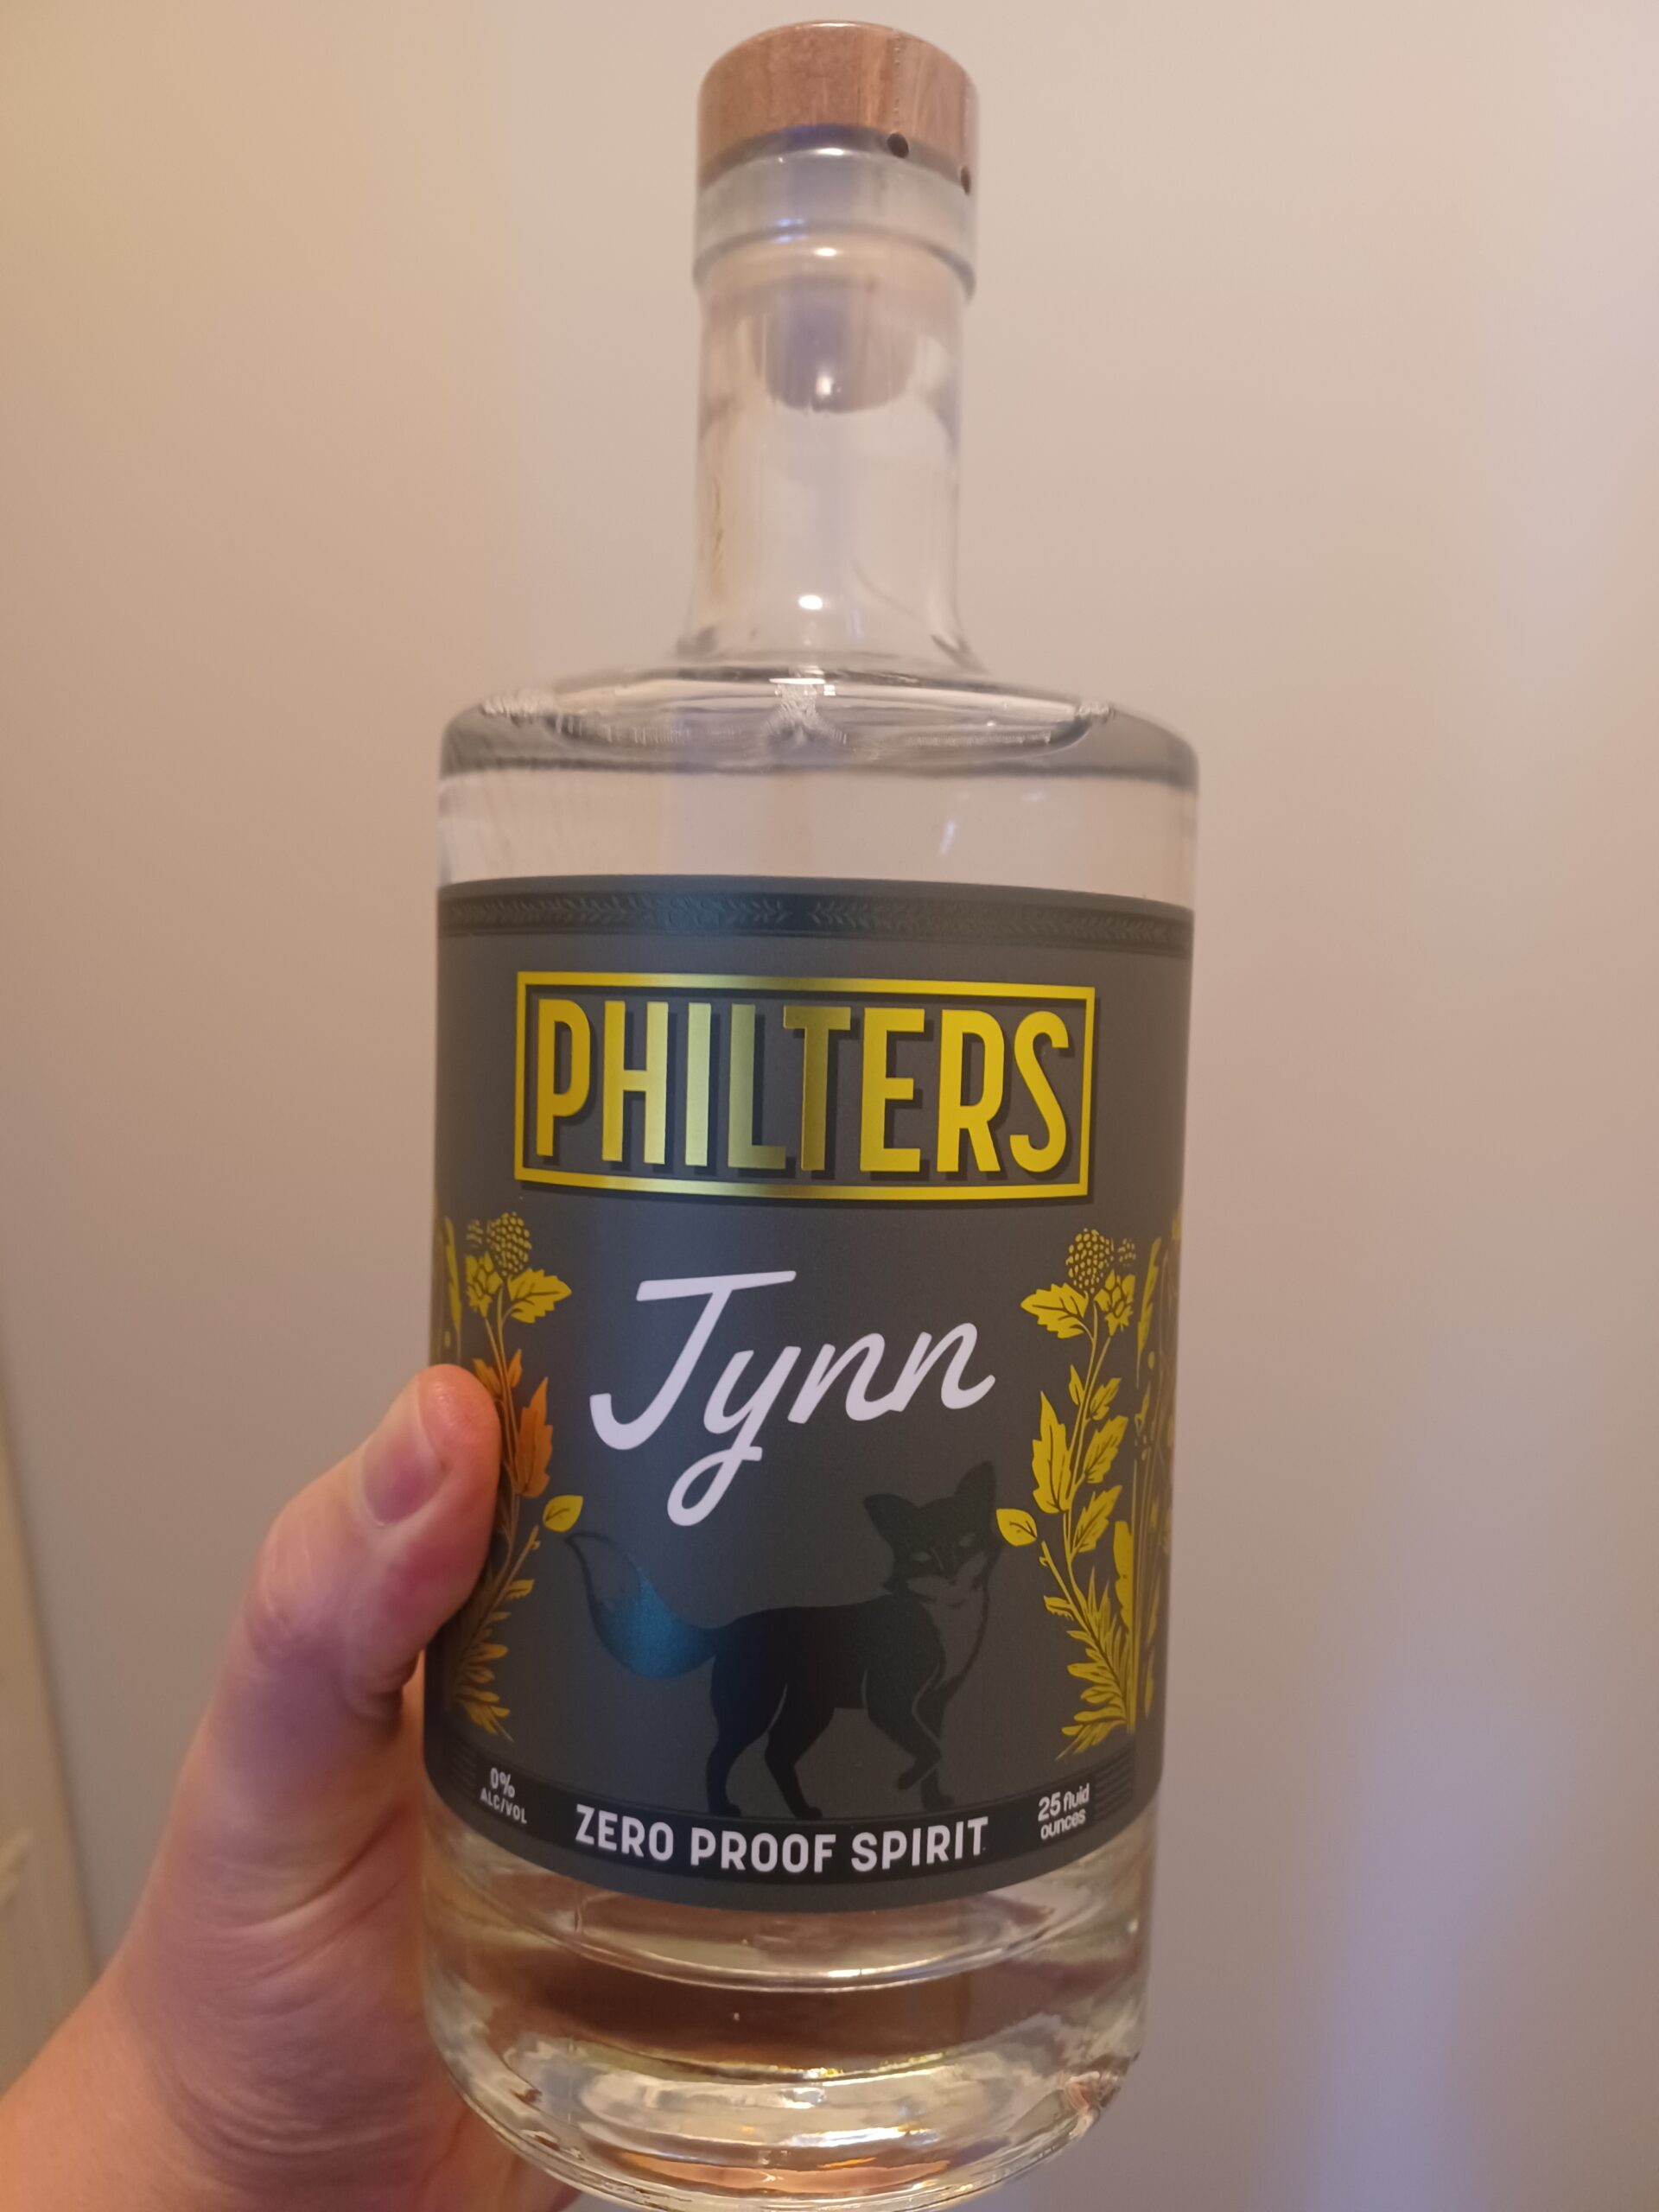 PHILTERS
Jynn
0%
ALC/VOL
ZERO PROOF SPIRIT
25 fluid
ounces